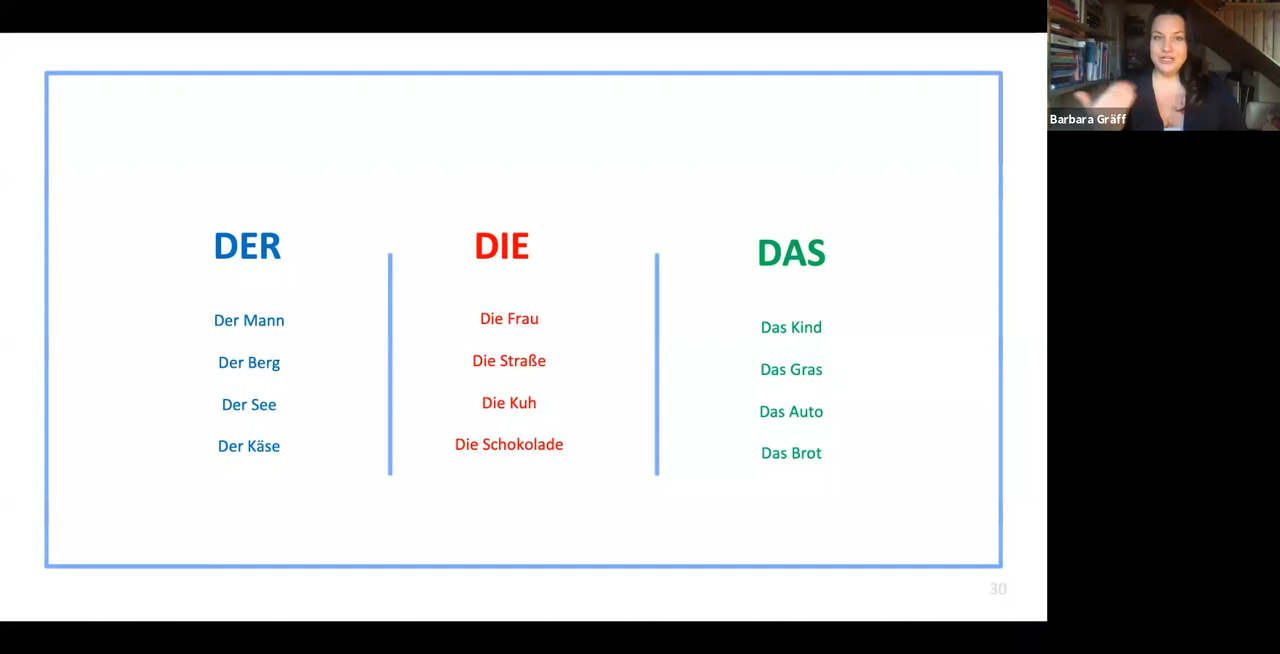 Barbara Gräff
DER
Der Mann
Der Berg
Der See
Der Käse
DIE
Die Frau
Die Straße
Die Kuh
Die Schokolade
DAS
Das Kind
Das Gras
Das Auto
Das Brot
30